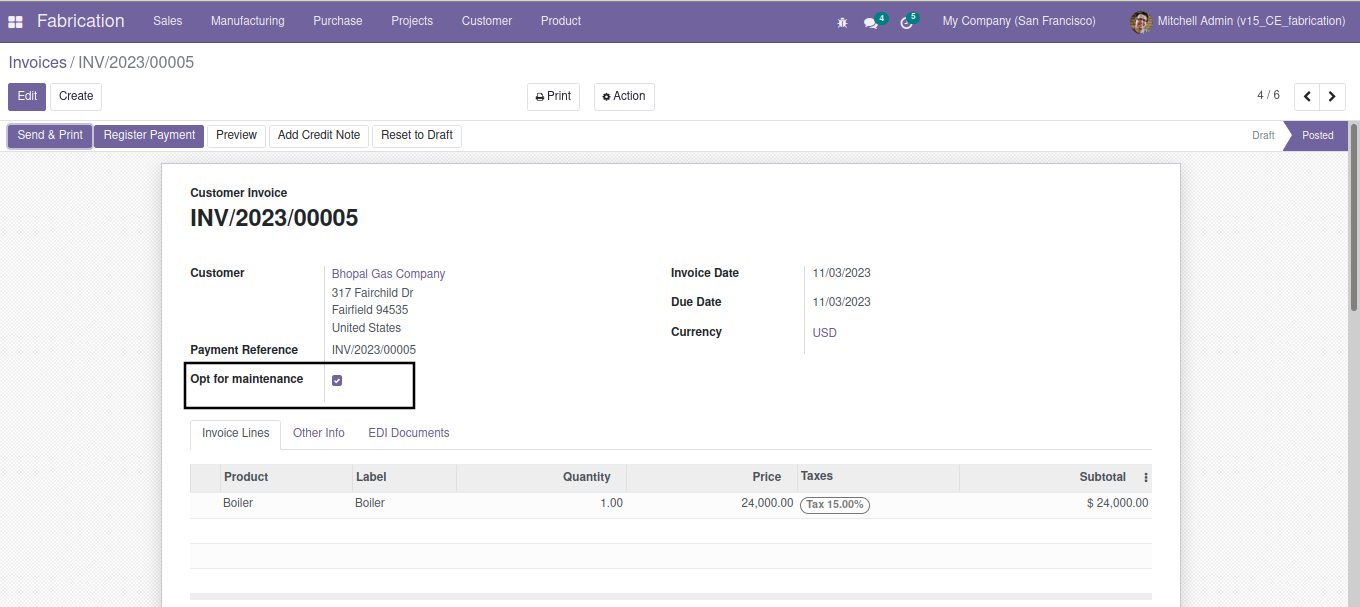 Fabrication Sales Manufacturing Purchase Projects Customer Product 4 5 My Company (San Francisco) Mitchell Admin (v15_CE_fabrication)
Invoices / INV/2023/00005
Edit Create Print Action 4 / 6
Send & Print Register Payment Preview Add Credit Note Reset to Draft Draft Posted
Customer Invoice
INV/2023/00005
Customer Bhopal Gas Company Invoice Date 11/03/2023
317 Fairchild Dr
Fairfield 94535 Due Date 11/03/2023
United States Currency USD
Payment Reference INV/2023/00005
Opt for maintenance
Invoice Lines Other Info EDI Documents
Product Label Quantity Price Taxes Subtotal
Boiler Boiler 1.00 24,000.00 Tax 15.00% $ 24,000.00